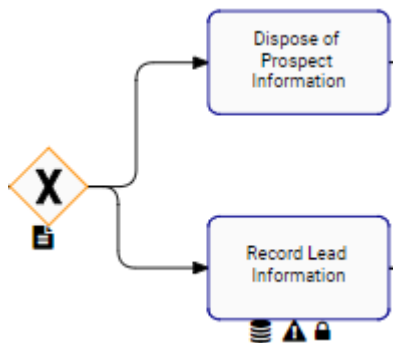 Dispose of
Prospect
Information
X
Record Lead
Information